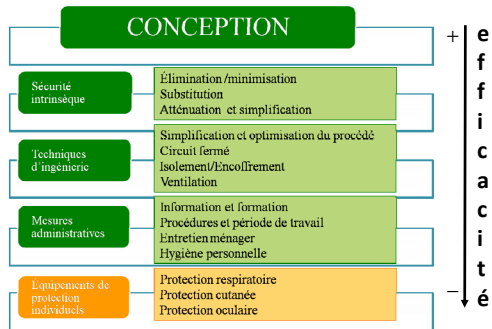 CONCEPTION
Sécurité
intrinsèque
Élimination/minimisation
Substitution
Atténuation et simplification
Techniques
d'ingénierie
Simplification et optimisation du procédé
Circuit fermé
Isolement/Encoffrement
Ventilation
Mesures
administratives
Information et formation
Procédures et période de travail
Entretien ménager
Hygiène personnelle
Équipements de
protection
individuels
Protection respiratoire
Protection cutanée
Protection oculaire
+
−
efficacité